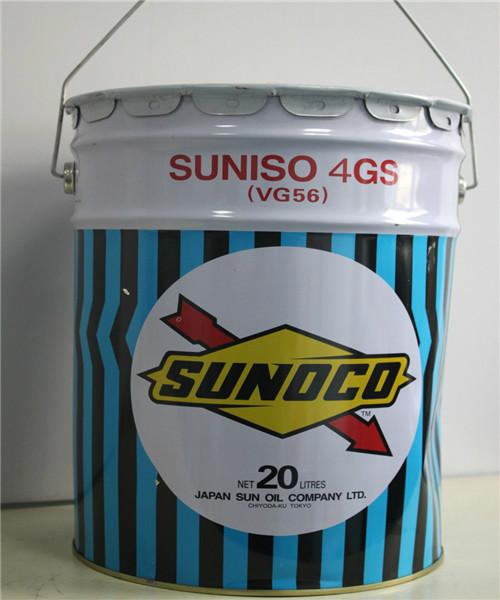 SUNISO 4GS
(VG56)
SUNOCO
TM
NET 20 LITRES
JAPAN SUN OIL COMPANY LTD.
CHIYODA-KU TOKYO